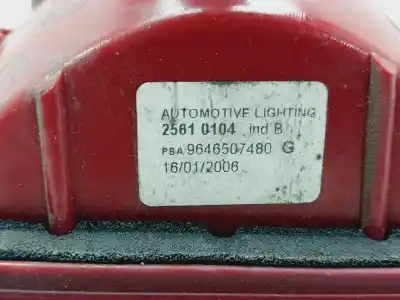 AUTOMOTIVE LIGHTING
2561 0104 ind B
PSA 9646507480 G
16/01/2006